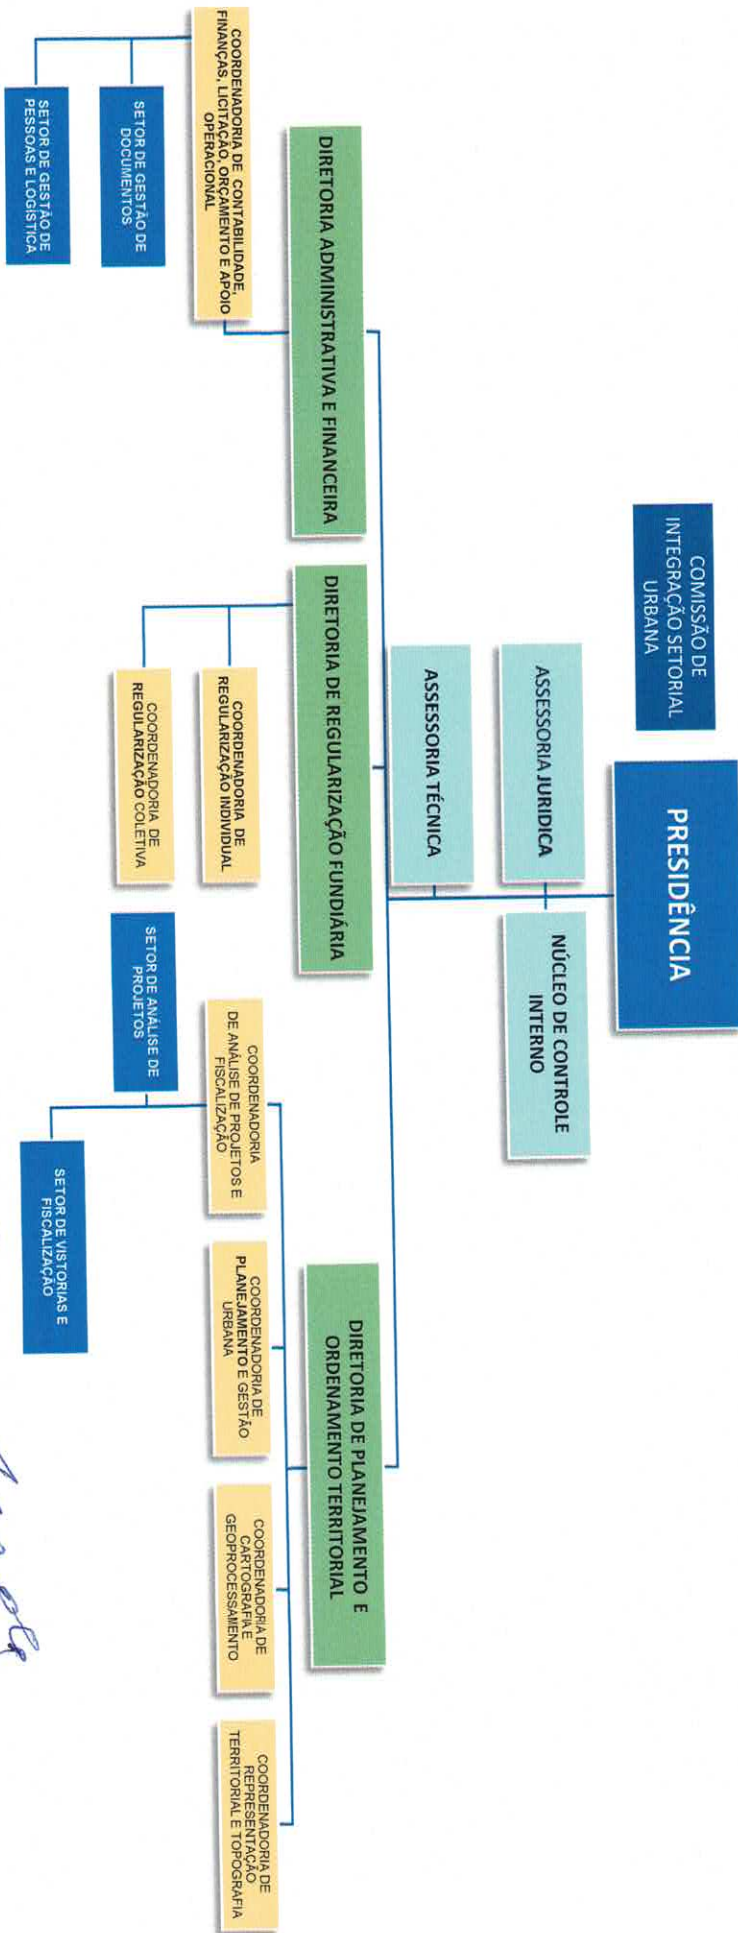 COMISSÃO DE
INTEGRAÇÃO SETORIAL
URBANA
PRESIDÊNCIA
ASSESSORIA JURIDICA
NÚCLEO DE CONTROLE
INTERNO
ASSESSORIA TÉCNICA
DIRETORIA ADMINISTRATIVA E FINANCEIRA
DIRETORIA DE REGULARIZAÇÃO FUNDIÁRIA
DIRETORIA DE PLANEJAMENTO E
ORDENAMENTO TERRITORIAL
COORDENADORIA DE CONTABILIDADE,
FINANÇAS, LICITAÇÃO, ORÇAMENTO E APOIO
OPERACIONAL
SETOR DE GESTÃO DE
DOCUMENTOS
SETOR DE GESTÃO DE
PESSOAS E LOGÍSTICA
COORDENADORIA DE
REGULARIZAÇÃO INDIVIDUAL
COORDENADORIA DE
REGULARIZAÇÃO COLETIVA
COORDENADORIA
DE ANÁLISE DE PROJETOS E
FISCALIZAÇÃO
COORDENADORIA DE
PLANEJAMENTO E GESTÃO
URBANA
COORDENADORIA DE
CARTOGRAFIA E
GEOPROCESSAMENTO
COORDENADORIA DE
REPRESENTAÇÃO
TERRITORIAL E TOPOGRAFIA
SETOR DE ANÁLISE DE
PROJETOS
SETOR DE VISTORIAS E
FISCALIZAÇÃO